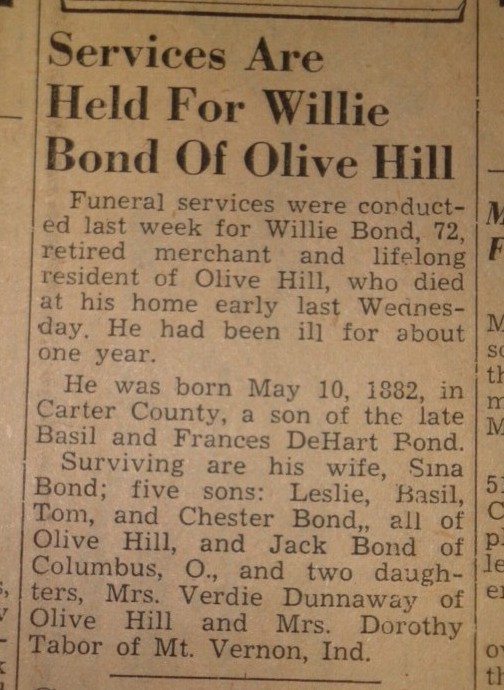 Services Are
Held For Willie
Bond Of Olive Hill
Funeral services were conduct-
ed last week for Willie Bond, 72,
retired merchant and lifelong
resident of Olive Hill, who died
at his home early last Wednes-
day. He had been ill for about
one year.
He was born May 10, 1882, in
Carter County, a son of the late
Basil and Frances DeHart Bond.
Surviving are his wife, Sina
Bond; five sons: Leslie, Basil,
Tom, and Chester Bond,, all of
Olive Hill, and Jack Bond of
Columbus, O., and two daugh-
ters, Mrs. Verdie Dunnaway of
Olive Hill and Mrs. Dorothy
Tabor of Mt. Vernon, Ind.